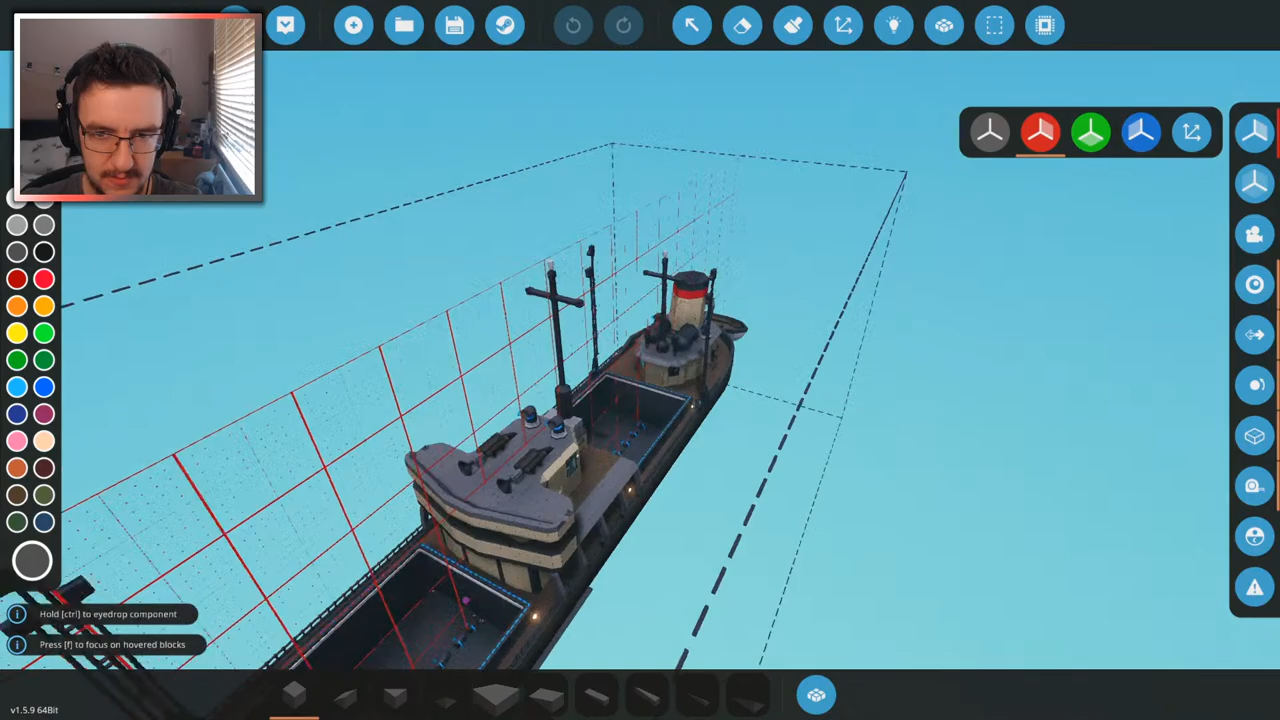 Hold [ctrl] to eyedrop component
Press [f] to focus on hovered blocks
v1.5.9 64Bit